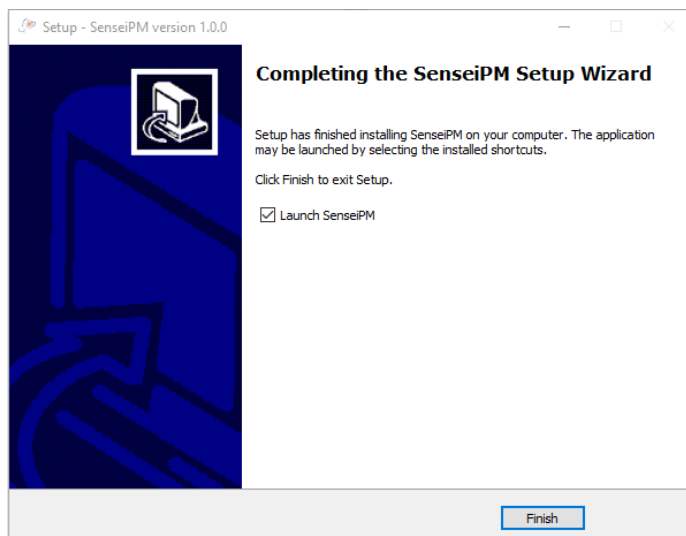 Setup - SenseiPM version 1.0.0
Completing the SenseiPM Setup Wizard
Setup has finished installing SenseiPM on your computer. The application
may be launched by selecting the installed shortcuts.
Click Finish to exit Setup.
Launch SenseiPM
Finish